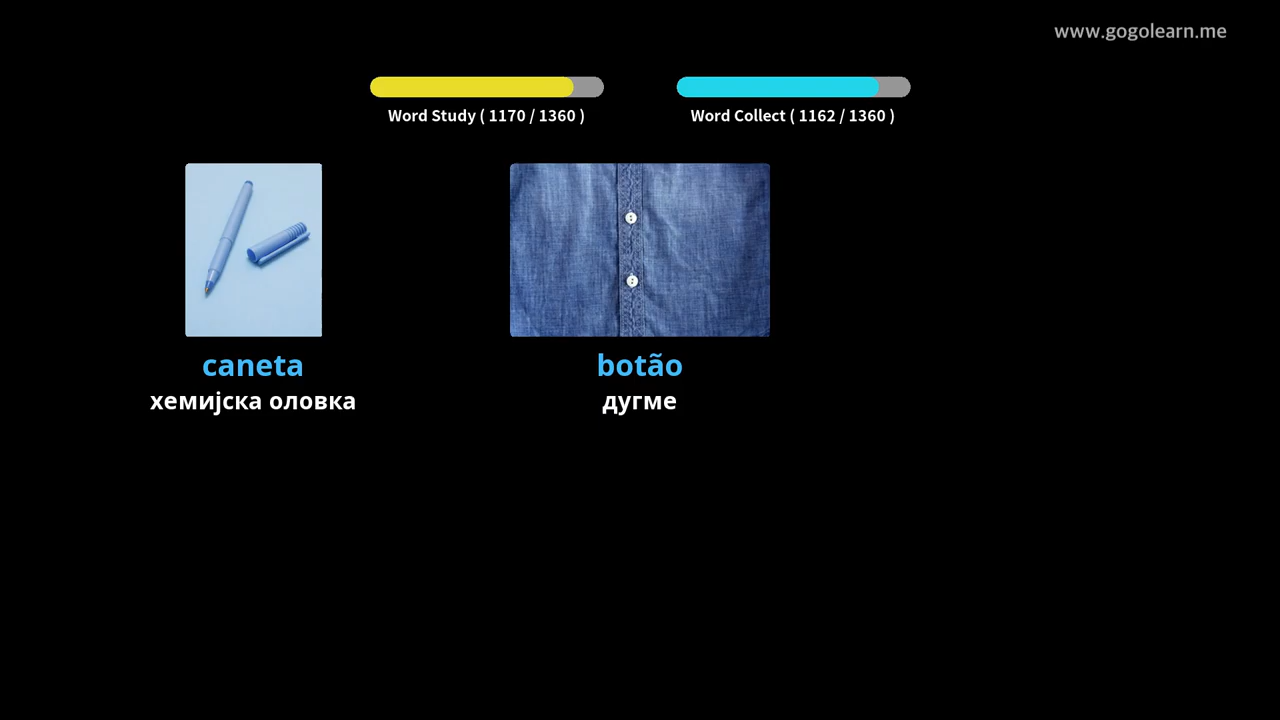 www.gogolearn.me
Word Study ( 1170 / 1360 )
Word Collect ( 1162 / 1360 )
caneta
хемијска оловка
botão
дугме